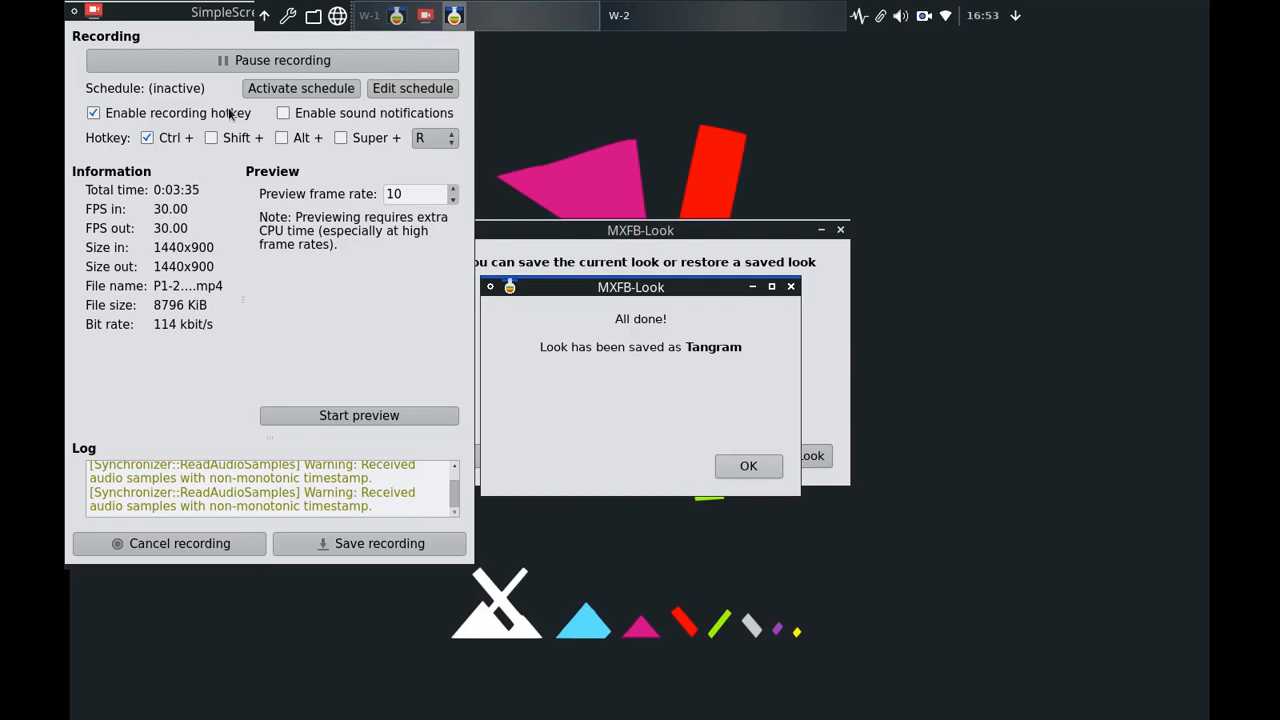 SimpleScre
W-1
W-2
16:53
Recording
Pause recording
Schedule: (inactive)
Activate schedule
Edit schedule
Enable recording hotkey
Enable sound notifications
Hotkey:
Ctrl +
Shift +
Alt +
Super +
R
Information
Total time: 0:03:35
FPS in: 30.00
FPS out: 30.00
Size in: 1440x900
Size out: 1440x900
File name: P1-2....mp4
File size: 8796 KiB
Bit rate: 114 kbit/s
Preview
Preview frame rate: 10
Note: Previewing requires extra
CPU time (especially at high
frame rates).
Start preview
Log
[Synchronizer::ReadAudioSamples] Warning: Received
audio samples with non-monotonic timestamp.
[Synchronizer::ReadAudioSamples] Warning: Received
audio samples with non-monotonic timestamp.
Cancel recording
Save recording
MXFB-Look
ou can save the current look or restore a saved look
MXFB-Look
All done!
Look has been saved as Tangram
OK
Look